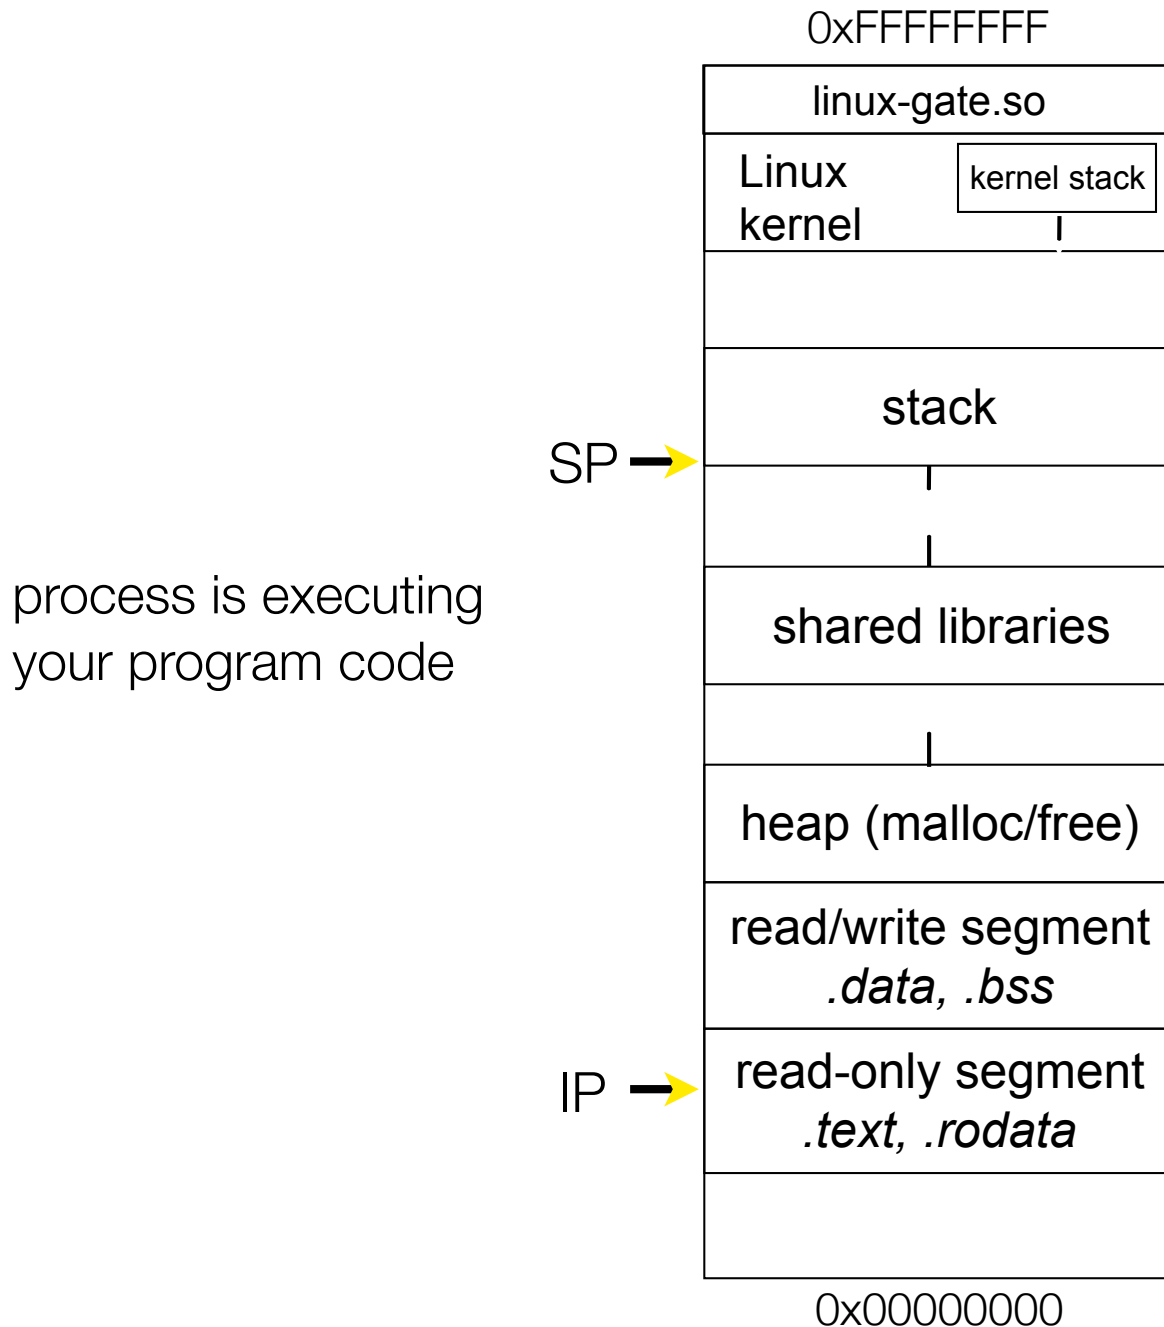 0xFFFFFFFF
linux-gate.so
Linux
kernel
kernel stack
stack
SP
process is executing
your program code
shared libraries
heap (malloc/free)
read/write segment
.data, .bss
IP
read-only segment
.text, .rodata
0x00000000